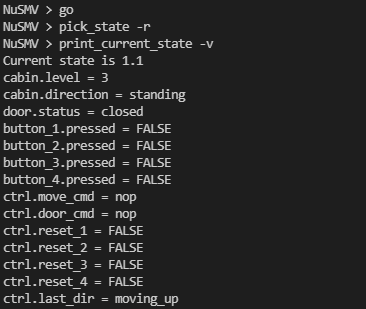 NuSMV > go
NuSMV > pick_state -r
NuSMV > print_current_state -v
Current state is 1.1
cabin.level = 3
cabin.direction = standing
door.status = closed
button_1.pressed = FALSE
button_2.pressed = FALSE
button_3.pressed = FALSE
button_4.pressed = FALSE
ctrl.move_cmd = nop
ctrl.door_cmd = nop
ctrl.reset_1 = FALSE
ctrl.reset_2 = FALSE
ctrl.reset_3 = FALSE
ctrl.reset_4 = FALSE
ctrl.last_dir = moving_up